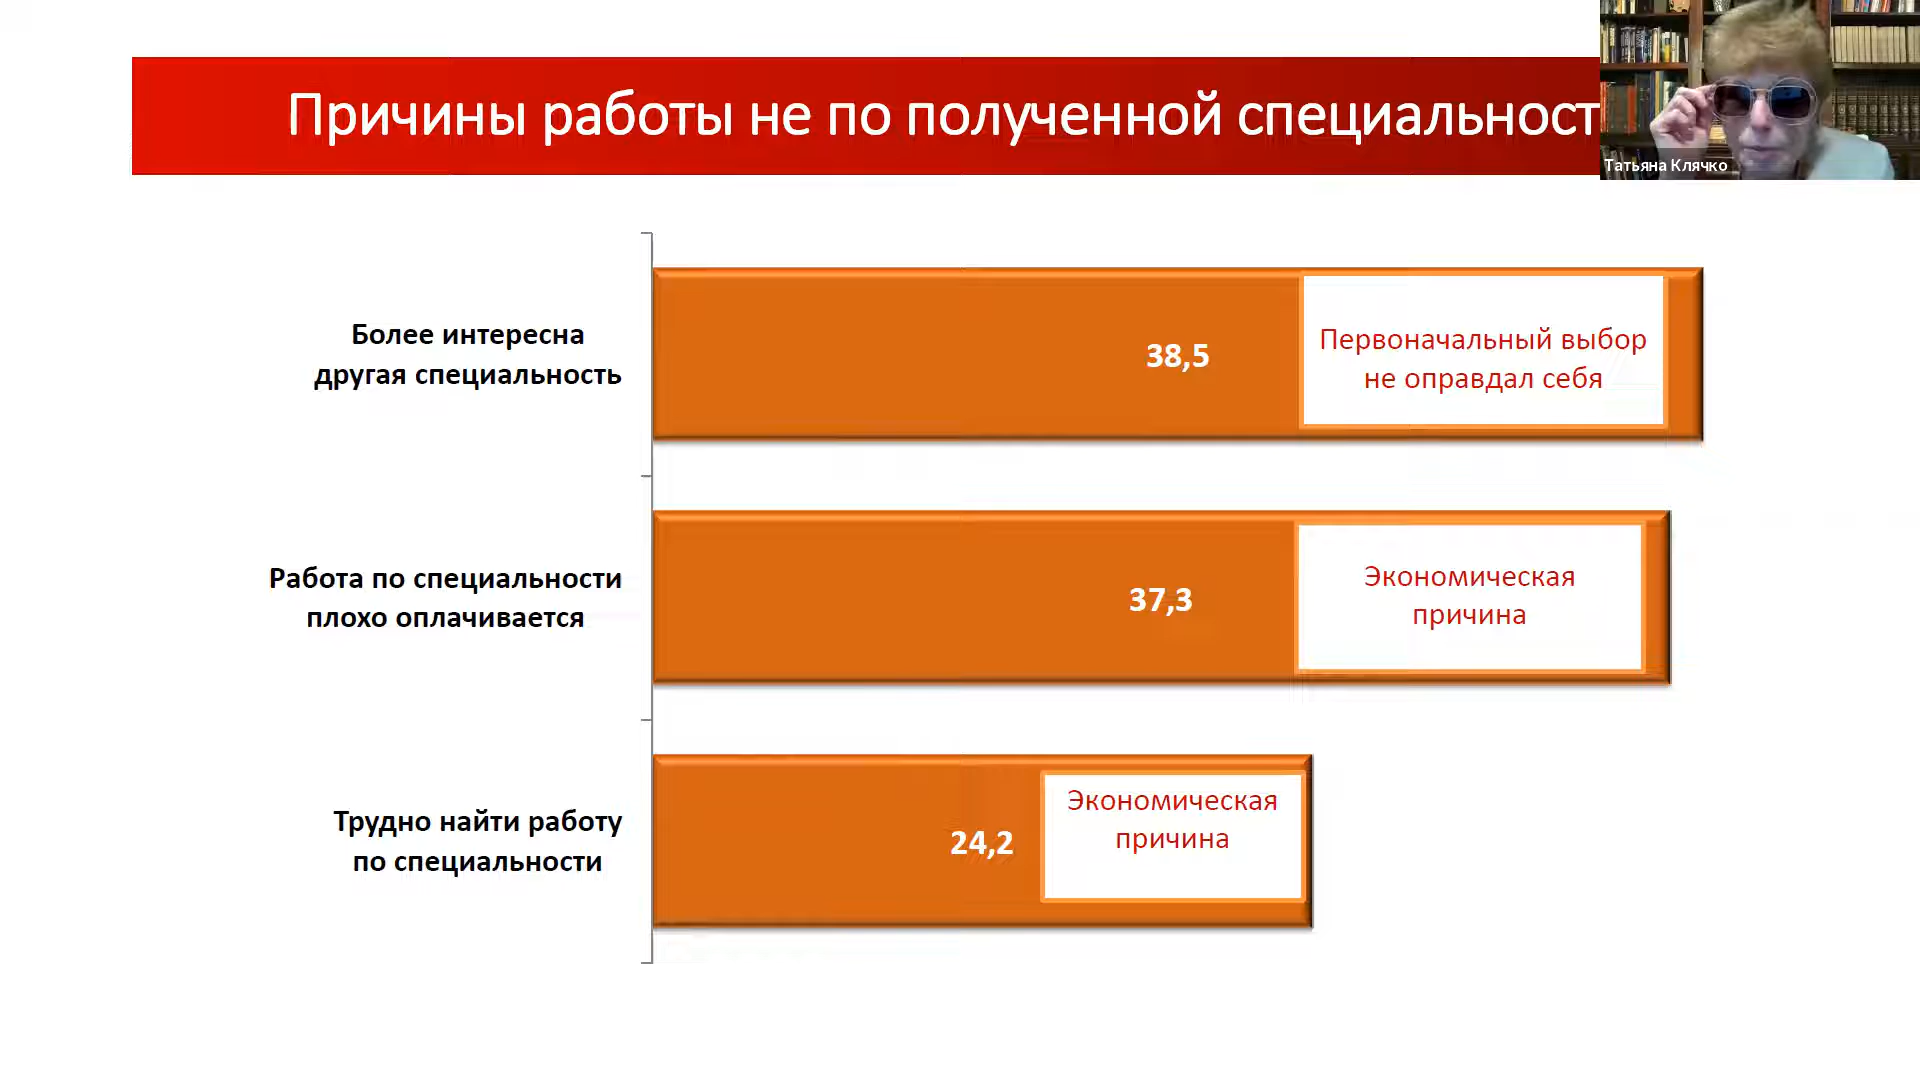 Причины работы не по полученной специальност
Татьяна Клячко
Более интересна
другая специальность
38,5
Первоначальный выбор
не оправдал себя
Работа по специальности
плохо оплачивается
37,3
Экономическая
причина
Трудно найти работу
по специальности
24,2
Экономическая
причина